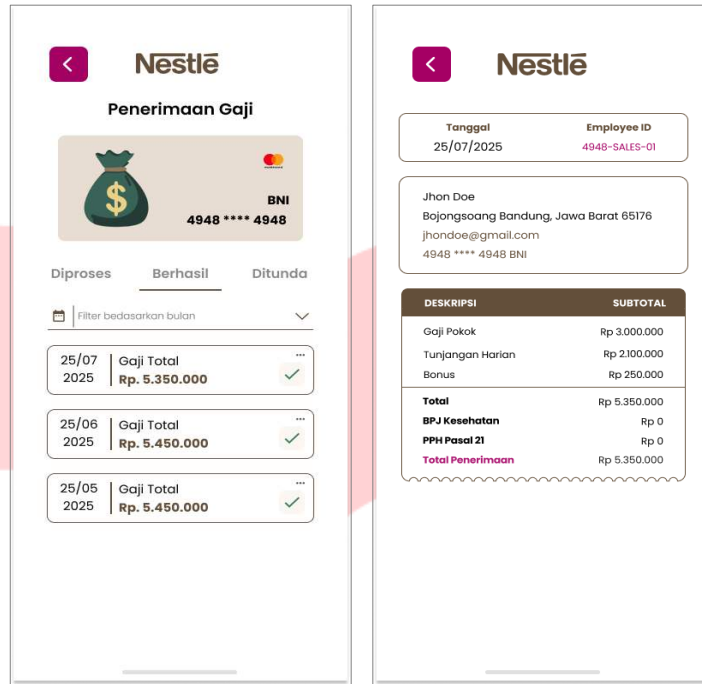 Nestlé
Penerimaan Gaji
$
BNI
4948 **** 4948
Diproses Berhasil Ditunda
Filter bedasarkan bulan
25/07 2025 Gaji Total Rp. 5.350.000
25/06 2025 Gaji Total Rp. 5.450.000
25/05 2025 Gaji Total Rp. 5.450.000
Nestlé
Tanggal Employee ID
25/07/2025 4948-SALES-01
Jhon Doe
Bojongsoang Bandung, Jawa Barat 65176
jhondoe@gmail.com
4948 **** 4948 BNI
DESKRIPSI SUBTOTAL
Gaji Pokok Rp 3.000.000
Tunjangan Harian Rp 2.100.000
Bonus Rp 250.000
Total Rp 5.350.000
BPJ Kesehatan Rp 0
PPH Pasal 21 Rp 0
Total Penerimaan Rp 5.350.000